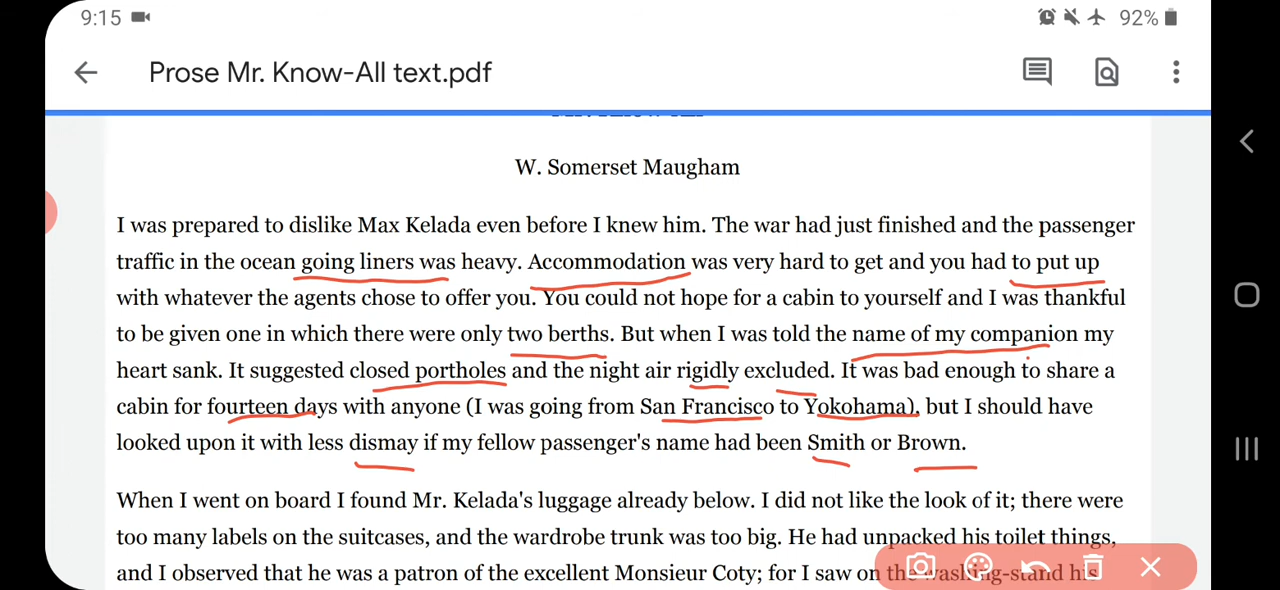 9:15
92%
Prose Mr. Know-All text.pdf
W. Somerset Maugham
I was prepared to dislike Max Kelada even before I knew him. The war had just finished and the passenger
traffic in the ocean going liners was heavy. Accommodation was very hard to get and you had to put up
with whatever the agents chose to offer you. You could not hope for a cabin to yourself and I was thankful
to be given one in which there were only two berths. But when I was told the name of my companion my
heart sank. It suggested closed portholes and the night air rigidly excluded. It was bad enough to share a
cabin for fourteen days with anyone (I was going from San Francisco to Yokohama), but I should have
looked upon it with less dismay if my fellow passenger's name had been Smith or Brown.
When I went on board I found Mr. Kelada's luggage already below. I did not like the look of it; there were
too many labels on the suitcases, and the wardrobe trunk was too big. He had unpacked his toilet things,
and I observed that he was a patron of the excellent Monsieur Coty; for I saw on the washing-stand his